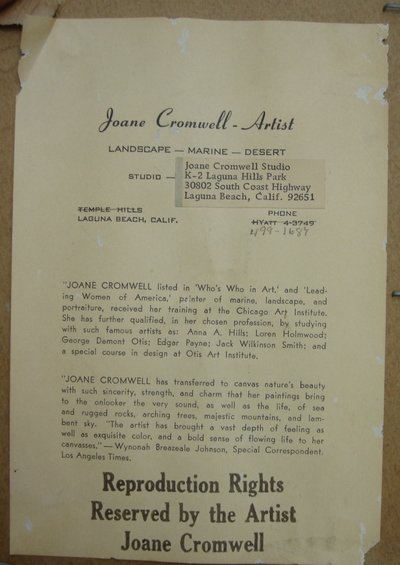 Joane Cromwell - Artist
LANDSCAPE — MARINE — DESERT
STUDIO —
Joane Cromwell Studio
K-2 Laguna Hills Park
30802 South Coast Highway
Laguna Beach, Calif. 92651
TEMPLE HILLS
LAGUNA BEACH, CALIF.
PHONE
HYATT 4-3749
499-1687
"JOANE CROMWELL listed in 'Who's Who in Art,' and 'Lead-
ing Women of America,' painter of marine, landscape, and
portraiture, received her training at the Chicago Art Institute.
She has further qualified, in her chosen profession, by studying
with such famous artists as: Anna A. Hills; Loren Holmwood;
George Demont Otis; Edgar Payne; Jack Wilkinson Smith; and
a special course in design at Otis Art Institute.
"JOANE CROMWELL has transferred to canvas nature's beauty
with such sincerity, strength, and charm that her paintings bring
to the onlooker the very sound, as well as the life, of sea
and rugged rocks, arching trees, majestic mountains, and lam-
bent sky. "The artist has brought a vast depth of feeling as
well as exquisite color, and a bold sense of flowing life to her
canvasses." — Wynonah Breazeale Johnson, Special Correspondent.
Los Angeles Times.
Reproduction Rights
Reserved by the Artist
Joane Cromwell